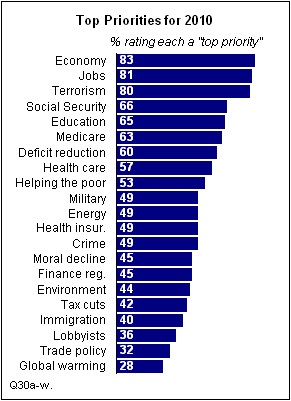 Top Priorities for 2010
% rating each a "top priority"
Economy 83
Jobs 81
Terrorism 80
Social Security 66
Education 65
Medicare 63
Deficit reduction 60
Health care 57
Helping the poor 53
Military 49
Energy 49
Health insur. 49
Crime 49
Moral decline 45
Finance reg. 45
Environment 44
Tax cuts 42
Immigration 40
Lobbyists 36
Trade policy 32
Global warming 28
Q30a-w.